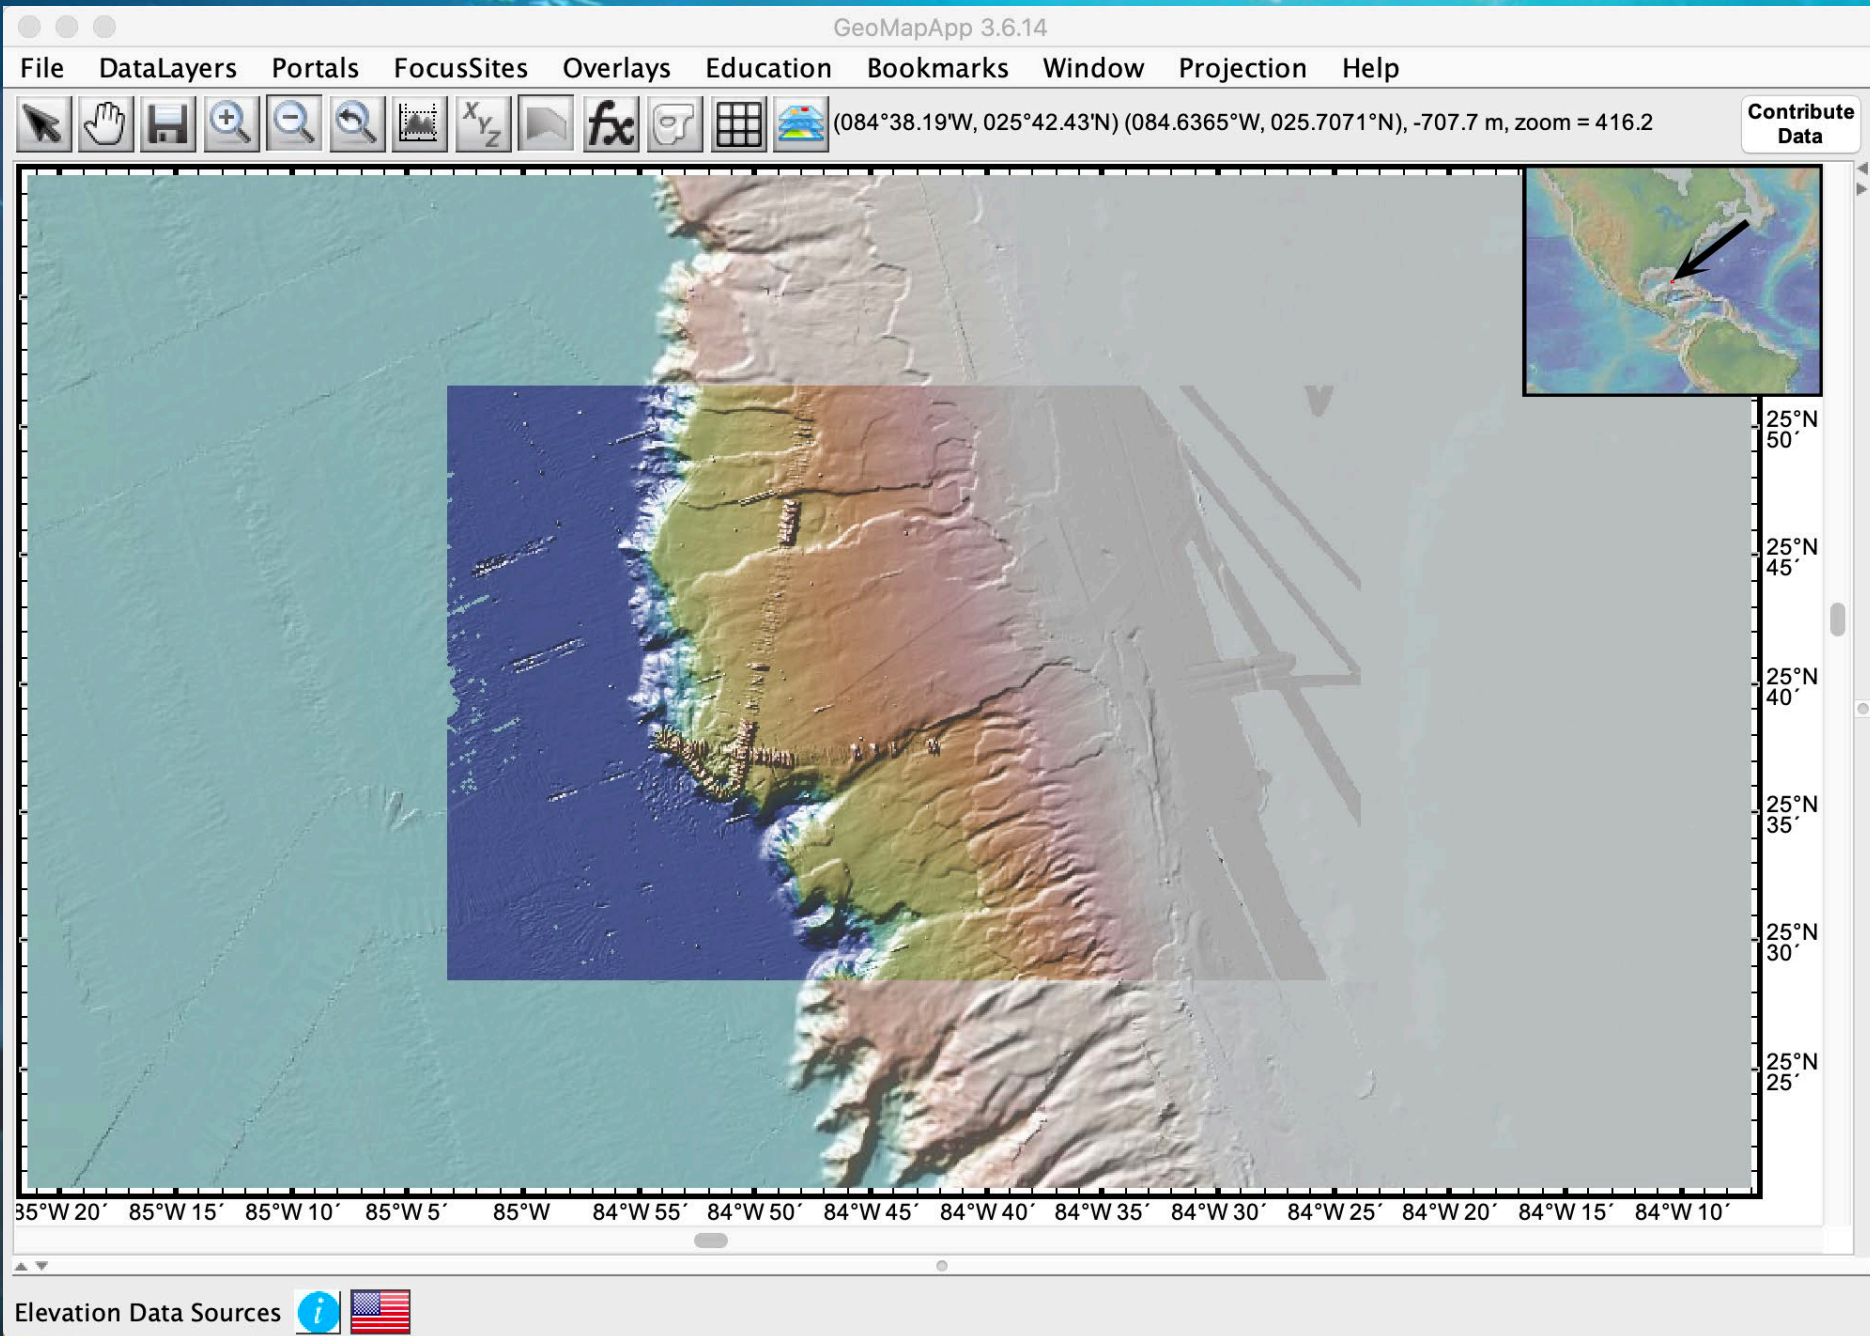 GeoMapApp 3.6.14
File DataLayers Portals FocusSites Overlays Education Bookmarks Window Projection Help
X Y Z fx (084°38.19'W, 025°42.43'N) (084.6365°W, 025.7071°N), -707.7 m, zoom = 416.2
Contribute
Data
25°N
50´
25°N
45´
25°N
40´
25°N
35´
25°N
30´
25°N
25´
35°W 20´ 85°W 15´ 85°W 10´ 85°W 5´ 85°W 84°W 55´ 84°W 50´ 84°W 45´ 84°W 40´ 84°W 35´ 84°W 30´ 84°W 25´ 84°W 20´ 84°W 15´ 84°W 10´
Elevation Data Sources i